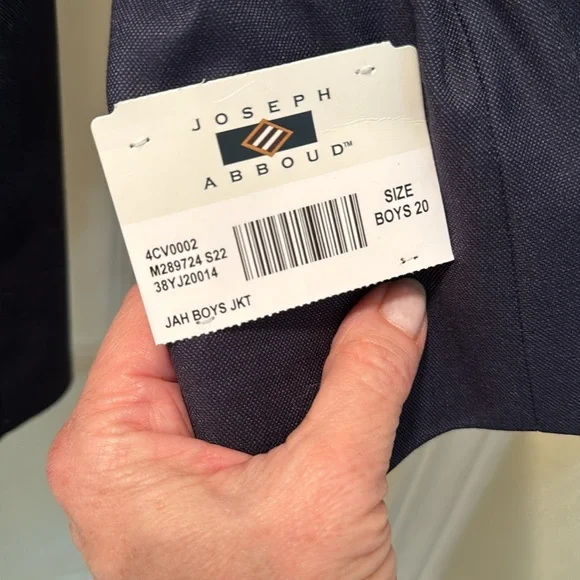 JOSEPH
ABBOUD™
SIZE
BOYS 20
4CV0002
M289724 S22
38YJ20014
JAH BOYS JKT